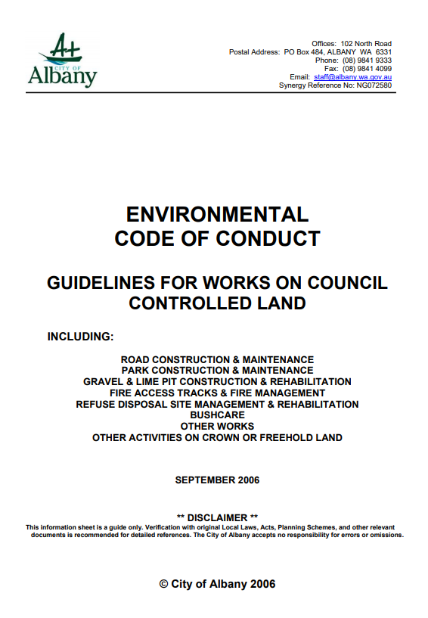 A+
CITY OF
Albany
Offices: 102 North Road
Postal Address: PO Box 484, ALBANY WA 6331
Phone: (08) 9841 9333
Fax: (08) 9841 4099
Email: staff@albany.wa.gov.au
Synergy Reference No: NG072580
ENVIRONMENTAL
CODE OF CONDUCT
GUIDELINES FOR WORKS ON COUNCIL
CONTROLLED LAND
INCLUDING:
ROAD CONSTRUCTION & MAINTENANCE
PARK CONSTRUCTION & MAINTENANCE
GRAVEL & LIME PIT CONSTRUCTION & REHABILITATION
FIRE ACCESS TRACKS & FIRE MANAGEMENT
REFUSE DISPOSAL SITE MANAGEMENT & REHABILITATION
BUSHCARE
OTHER WORKS
OTHER ACTIVITIES ON CROWN OR FREEHOLD LAND
SEPTEMBER 2006
** DISCLAIMER **
This information sheet is a guide only. Verification with original Local Laws, Acts, Planning Schemes, and other relevant
documents is recommended for detailed references. The City of Albany accepts no responsibility for errors or omissions.
© City of Albany 2006